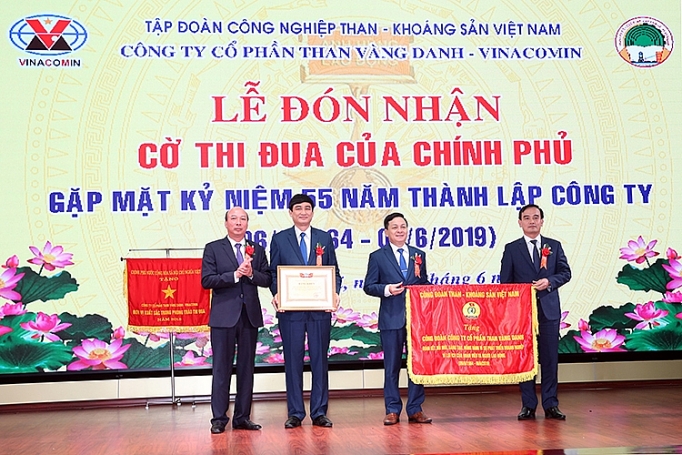 TẬP ĐOÀN CÔNG NGHIỆP THAN - KHOÁNG SẢN VIỆT NAM
CÔNG TY CỔ PHẦN THAN VÀNG DANH - VINACOMIN
VINACOMIN
LỄ ĐÓN NHẬN
CỜ THI ĐUA CỦA CHÍNH PHỦ
GẶP MẶT KỶ NIỆM 55 NĂM THÀNH LẬP CÔNG TY
64 - 0 /6/2019)
tháng 6 n
TẶNG
CÔNG ĐOÀN THAN - KHOÁNG SẢN VIỆT NAM
Tặng
CÔNG ĐOÀN CÔNG TY CỔ PHẦN THAN VÀNG DANH